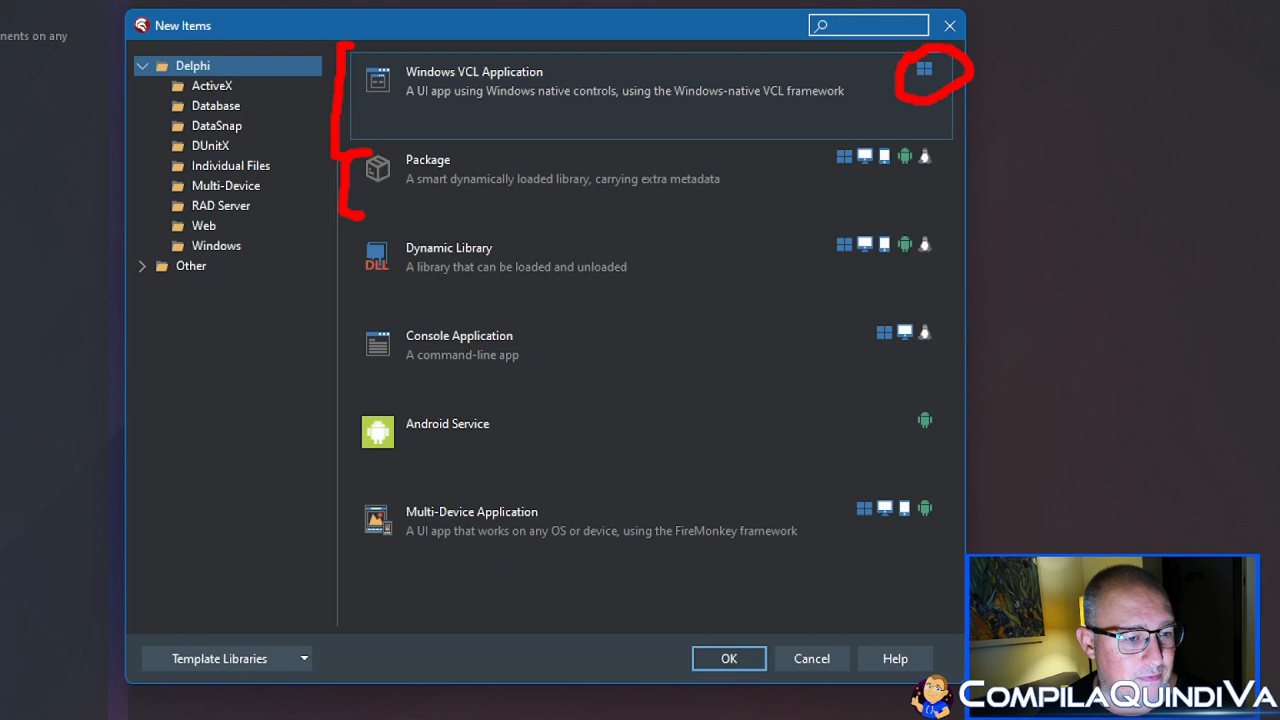 nents on any
New Items
Delphi
ActiveX
Database
DataSnap
DUnitX
Individual Files
Multi-Device
RAD Server
Web
Windows
Other
Windows VCL Application
A UI app using Windows native controls, using the Windows-native VCL framework
Package
A smart dynamically loaded library, carrying extra metadata
DLL
Dynamic Library
A library that can be loaded and unloaded
Console Application
A command-line app
Android Service
Multi-Device Application
A UI app that works on any OS or device, using the FireMonkey framework
Template Libraries
OK
Cancel
Help
{}
COMPILAQUINDIVA